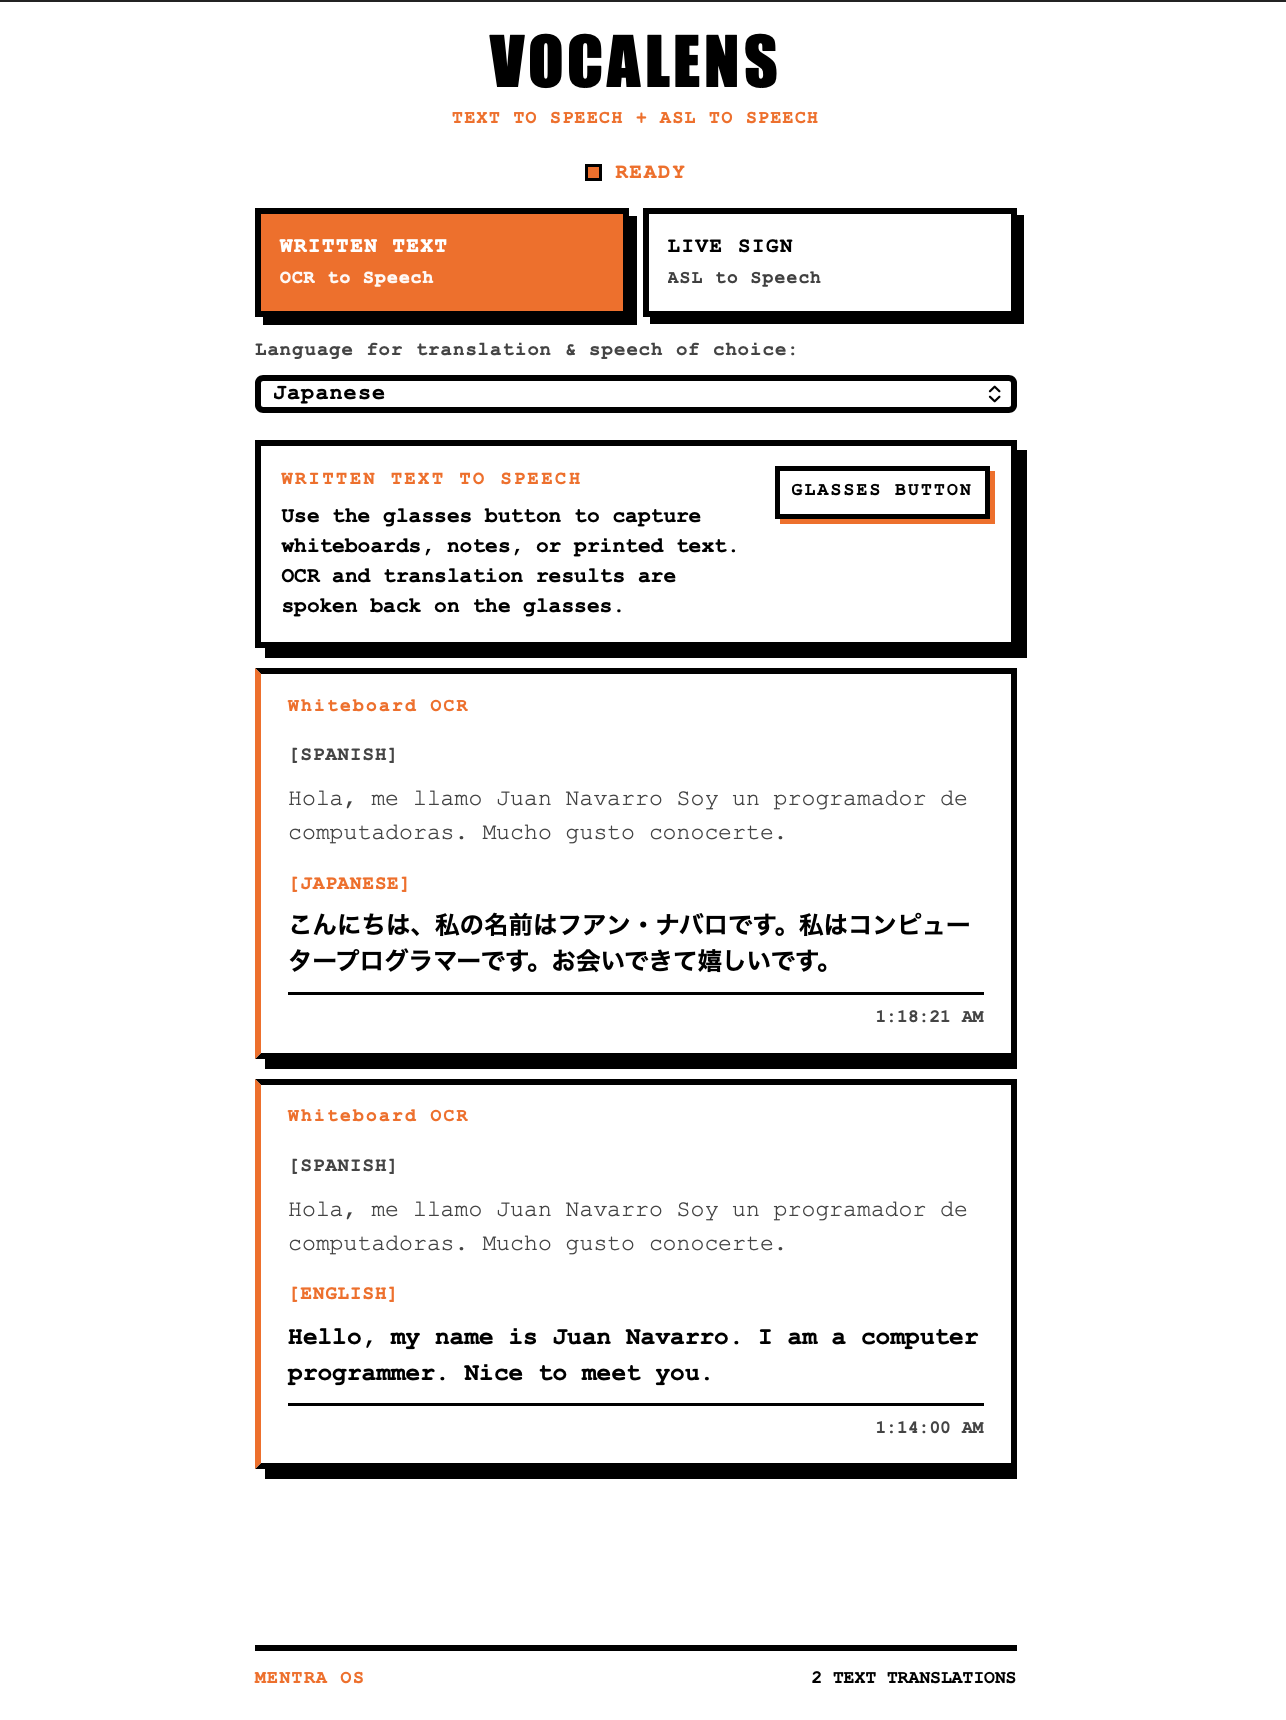 VOCALENS
TEXT TO SPEECH + ASL TO SPEECH
READY
WRITTEN TEXT
OCR to Speech
LIVE SIGN
ASL to Speech
Language for translation & speech of choice:
Japanese
WRITTEN TEXT TO SPEECH
GLASSES BUTTON
Use the glasses button to capture
whiteboards, notes, or printed text.
OCR and translation results are
spoken back on the glasses.
Whiteboard OCR
[SPANISH]
Hola, me llamo Juan Navarro Soy un programador de
computadoras. Mucho gusto conocerte.
[JAPANESE]
こんにちは、私の名前はフアン・ナバロです。私はコンピュー
タープログラマーです。お会いできて嬉しいです。
1:18:21 AM
Whiteboard OCR
[SPANISH]
Hola, me llamo Juan Navarro Soy un programador de
computadoras. Mucho gusto conocerte.
[ENGLISH]
Hello, my name is Juan Navarro. I am a computer
programmer. Nice to meet you.
1:14:00 AM
MENTRA OS
2 TEXT TRANSLATIONS